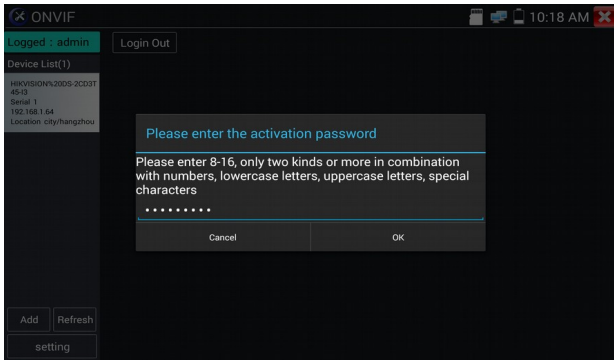 ONVIF
10:18 AM
Logged : admin
Login Out
Device List(1)
HIKVISION%20DS-2CD3T
45-I3
Serial 1
192.168.1.64
Location city/hangzhou
Please enter the activation password
Please enter 8-16, only two kinds or more in combination
with numbers, lowercase letters, uppercase letters, special
characters
•••••••••
Cancel
OK
Add
Refresh
setting